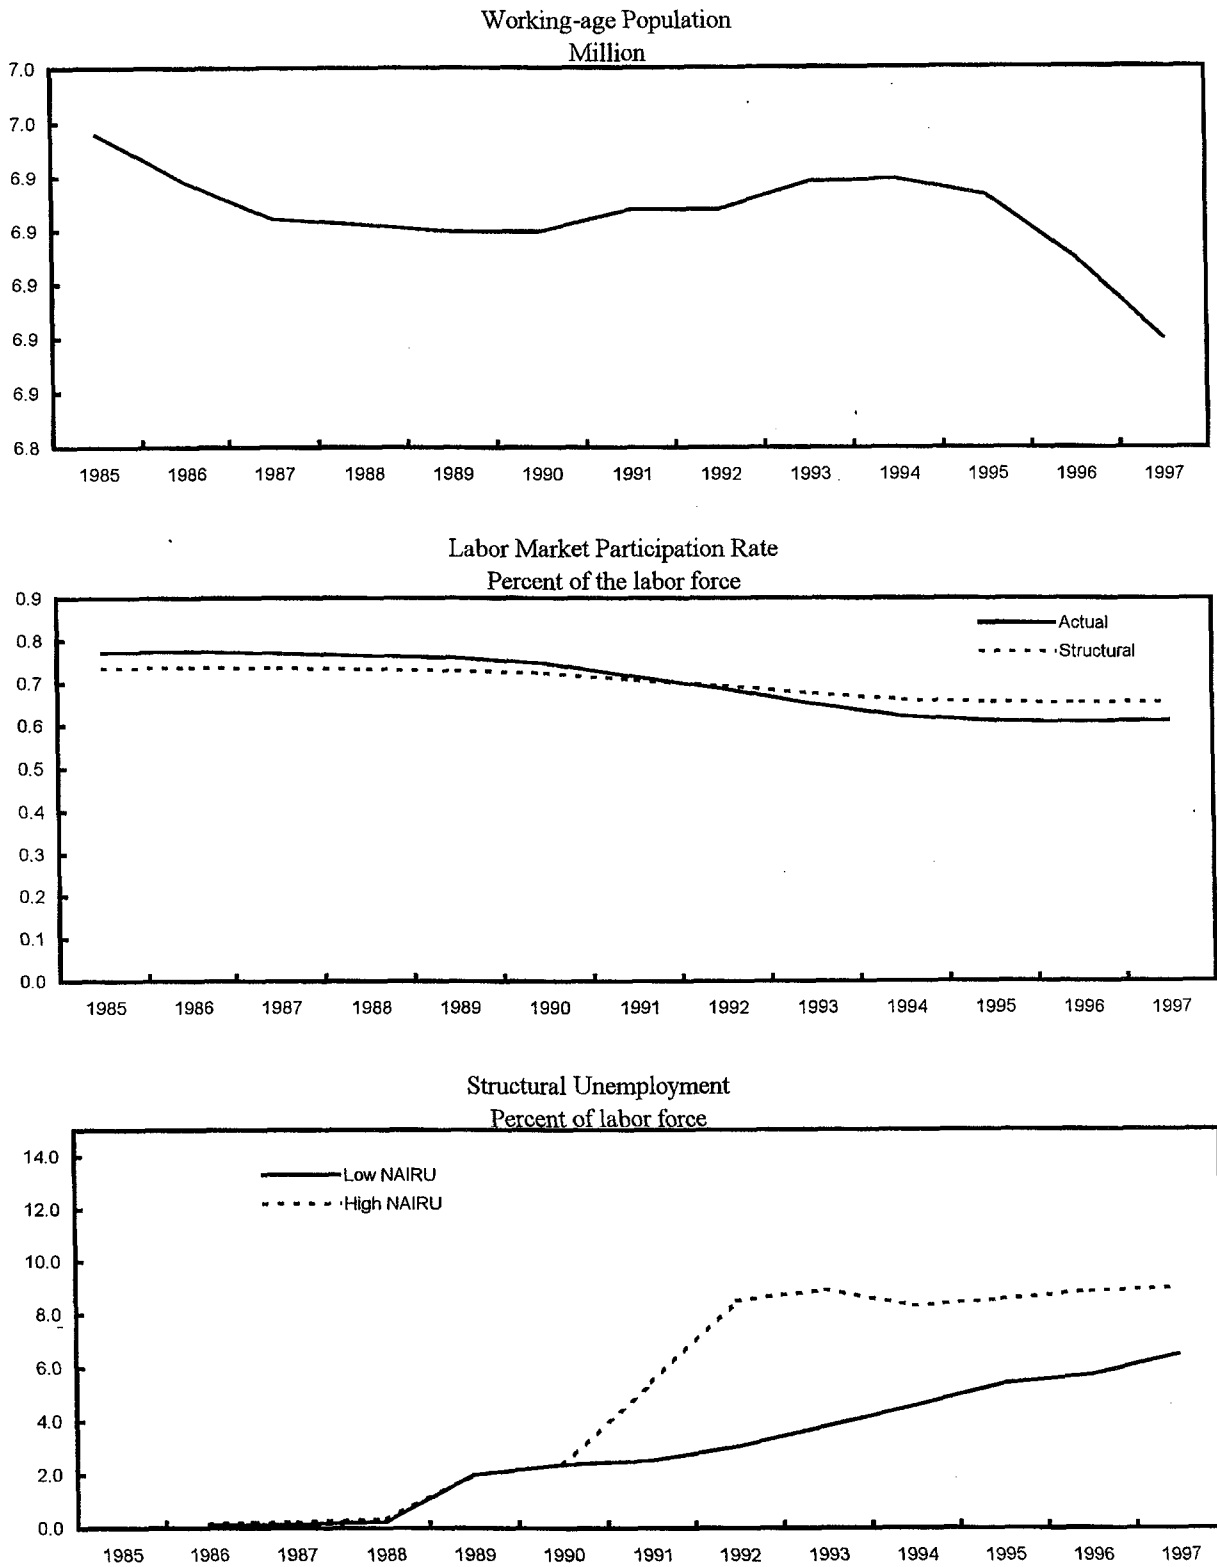 Working-age Population
Million
7.0
7.0
6.9
6.9
6.9
6.9
6.9
6.8
1985 1986 1987 1988 1989 1990 1991 1992 1993 1994 1995 1996 1997
Labor Market Participation Rate
Percent of the labor force
0.9
0.8
0.7
0.6
0.5
0.4
0.3
0.2
0.1
0.0
Actual
Structural
1985 1986 1987 1988 1989 1990 1991 1992 1993 1994 1995 1996 1997
Structural Unemployment
Percent of labor force
14.0
12.0
10.0
8.0
6.0
4.0
2.0
0.0
Low NAIRU
High NAIRU
1985 1986 1987 1988 1989 1990 1991 1992 1993 1994 1995 1996 1997